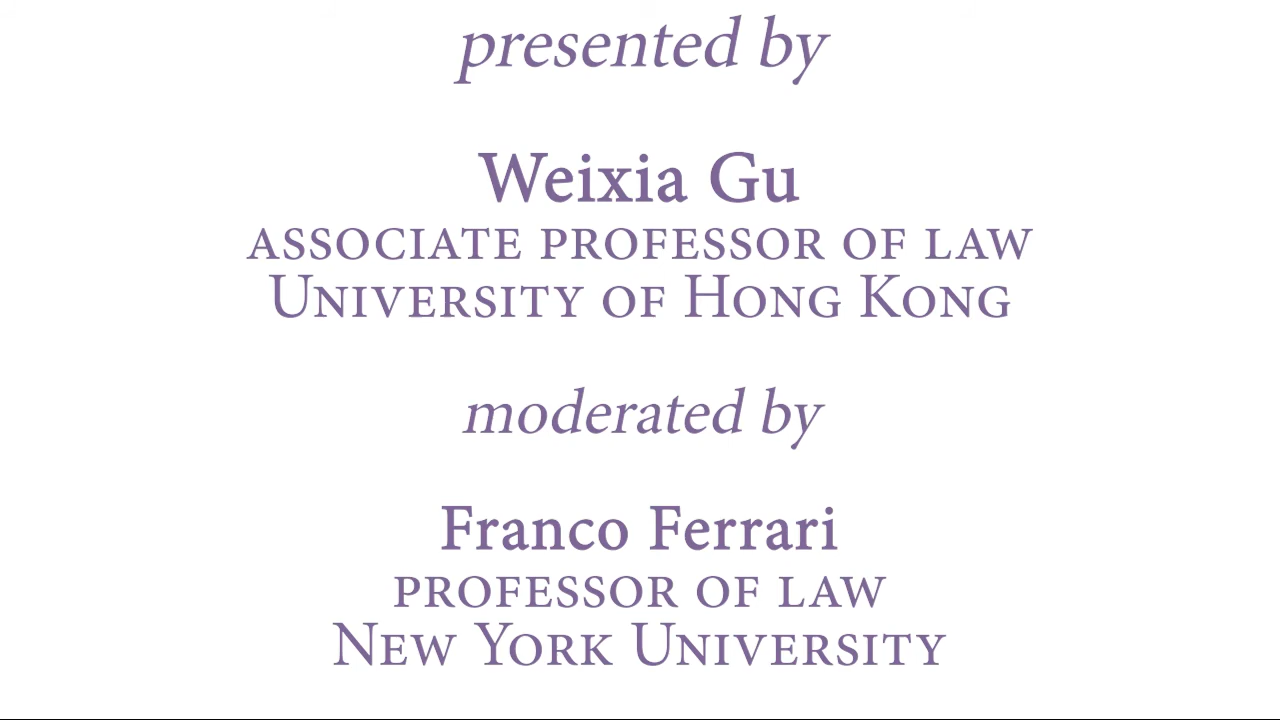 presented by
Weixia Gu
ASSOCIATE PROFESSOR OF LAW
UNIVERSITY OF HONG KONG
moderated by
Franco Ferrari
PROFESSOR OF LAW
NEW YORK UNIVERSITY